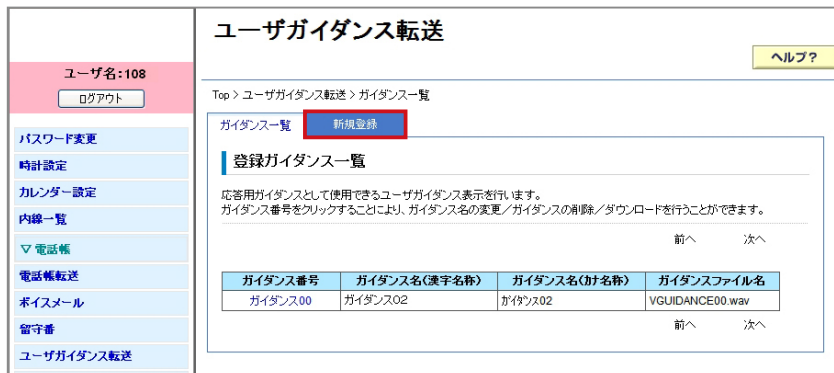 ユーザガイダンス転送
ヘルプ?
ユーザ名:108
ログアウト
パスワード変更
時計設定
カレンダー設定
内線一覧
▽ 電話帳
電話帳転送
ボイスメール
留守番
ユーザガイダンス転送
Top > ユーザガイダンス転送 > ガイダンス一覧
ガイダンス一覧 新規登録
登録ガイダンス一覧
応答用ガイダンスとして使用できるユーザガイダンス表示を行います。
ガイダンス番号をクリックすることにより、ガイダンス名の変更/ガイダンスの削除/ダウンロードを行うことができます。
前へ 次へ
ガイダンス番号 ガイダンス名(漢字名称) ガイダンス名(カナ名称) ガイダンスファイル名
ガイダンス00 ガイダンス02 ガイダンス02 VGUIDANCE00.wav
前へ 次へ